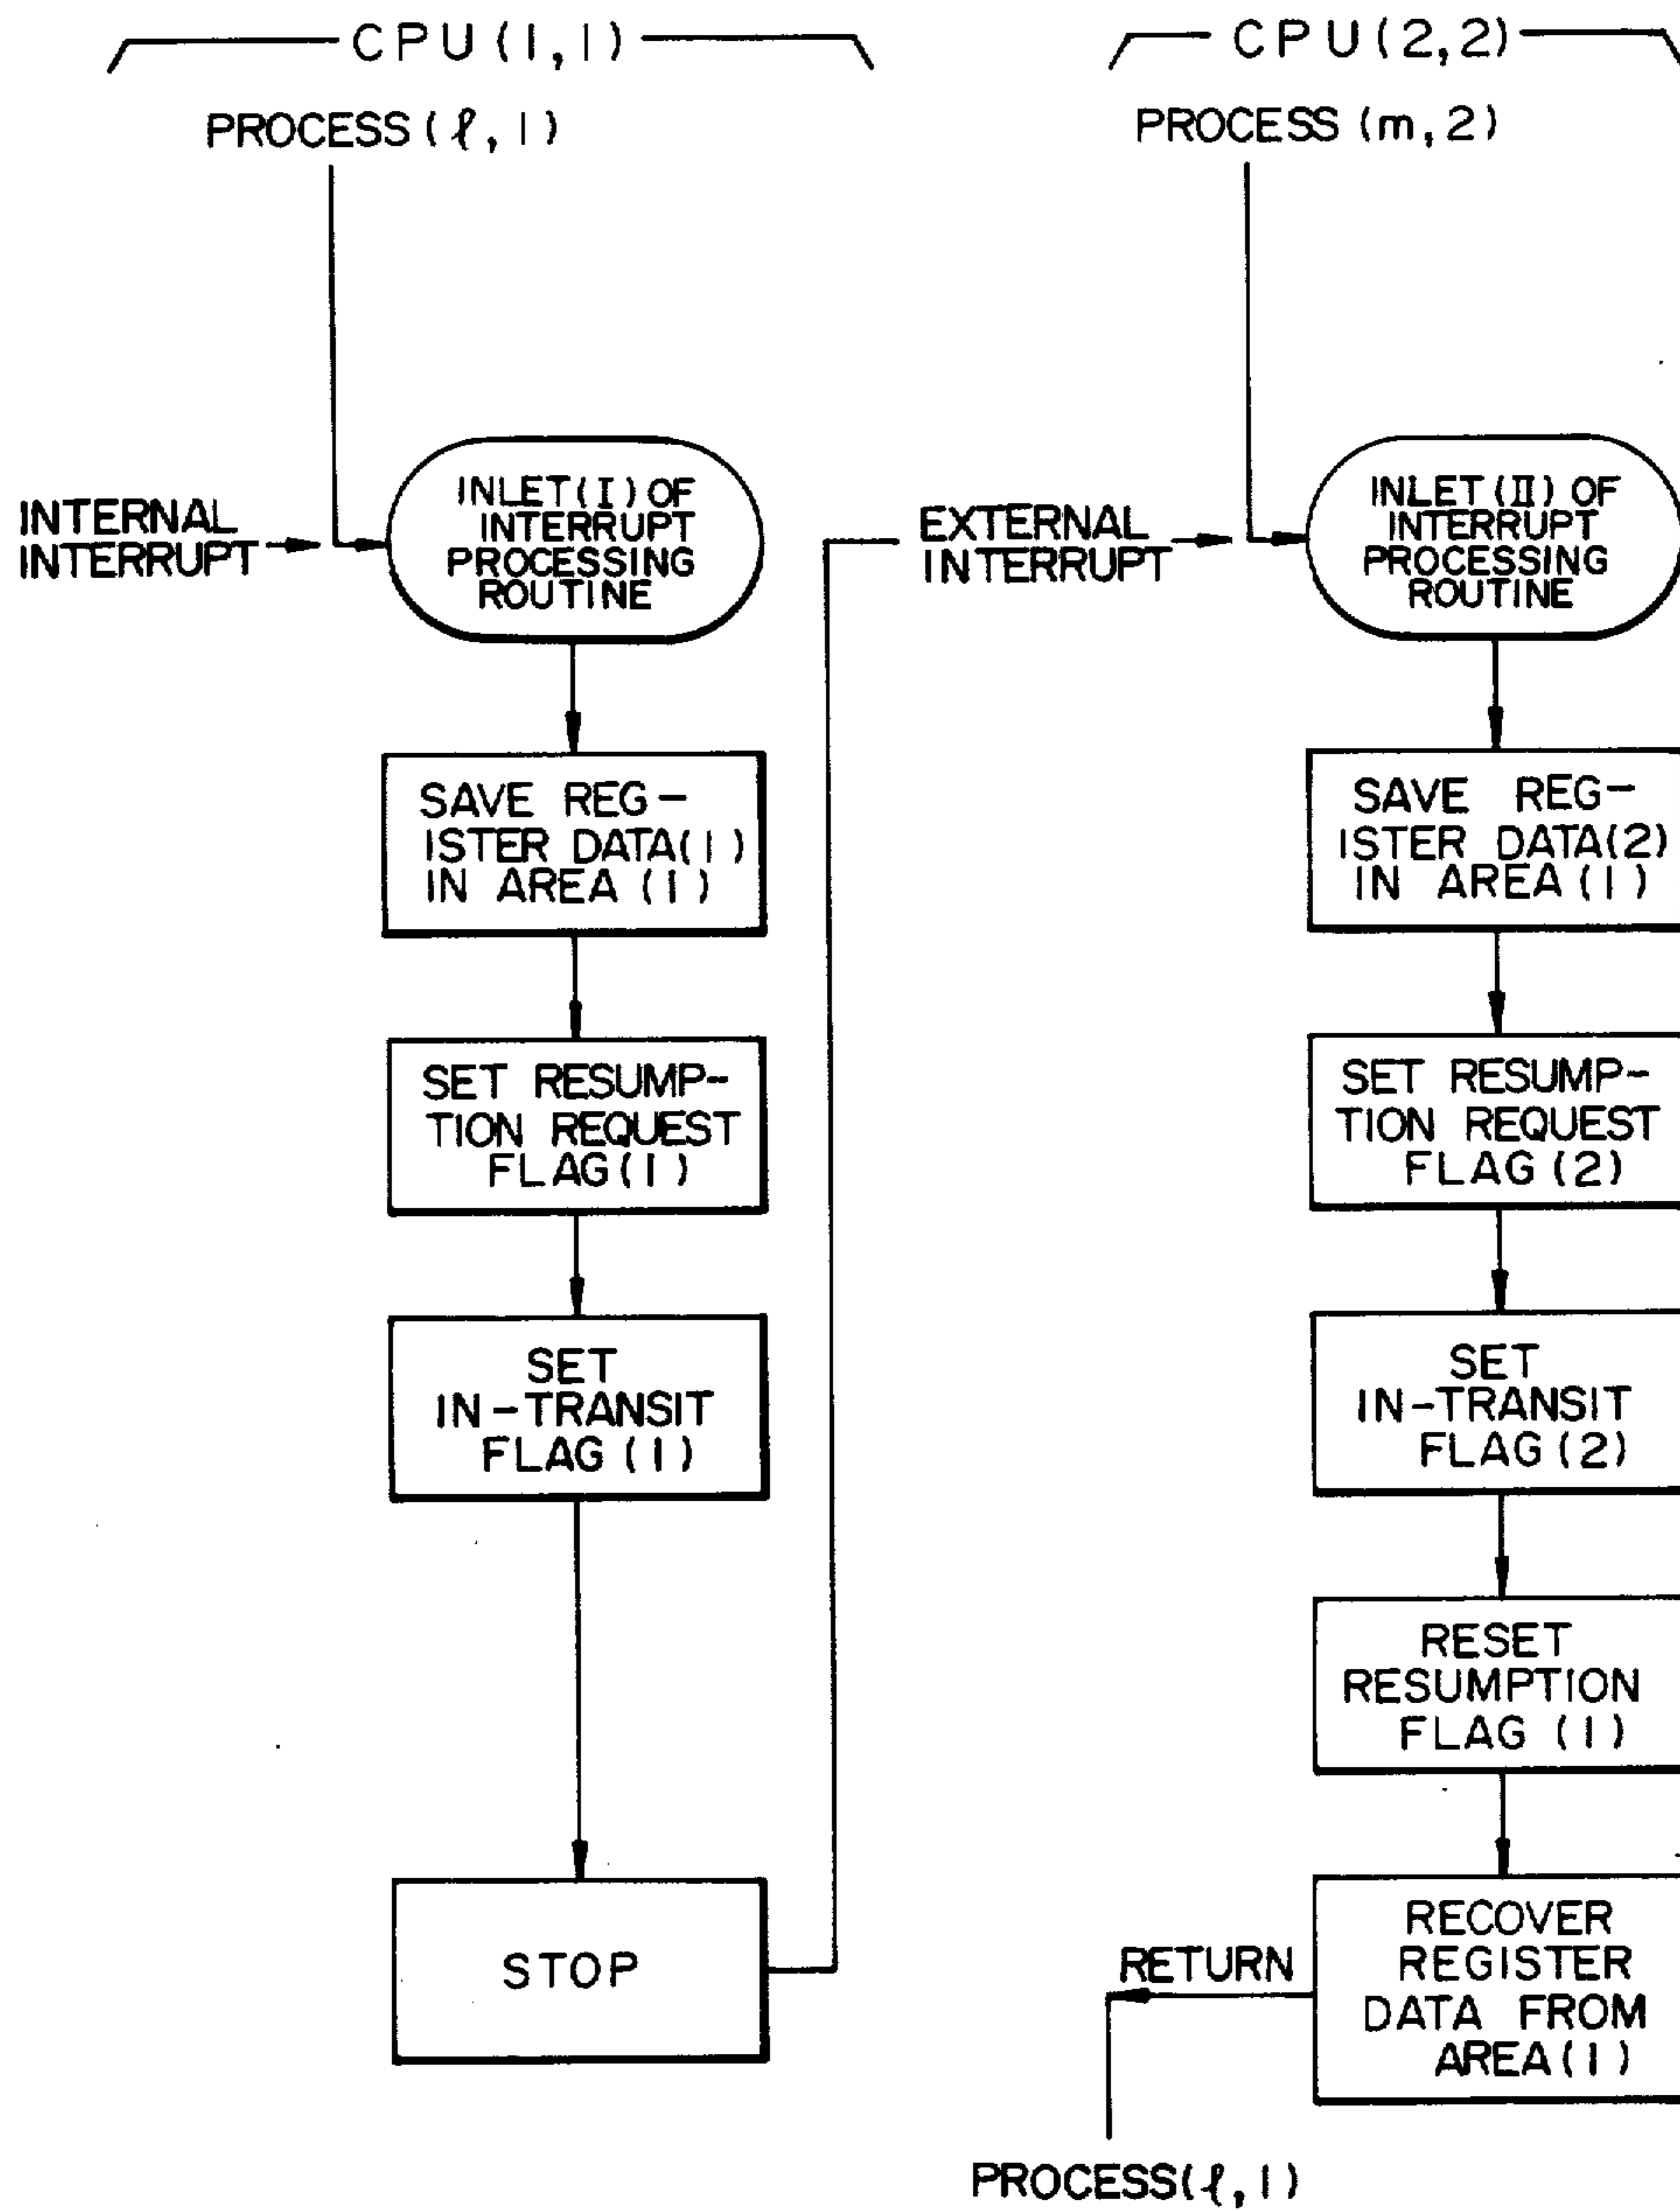 CPU(1,1)
PROCESS(ℓ,1)
INTERNAL
INTERRUPT
INLET(I) OF
INTERRUPT
PROCESSING
ROUTINE
SAVE REG-
ISTER DATA(1)
IN AREA (1)
SET RESUMP-
TION REQUEST
FLAG(1)
SET
IN-TRANSIT
FLAG (1)
STOP
CPU(2,2)
PROCESS (m,2)
EXTERNAL
INTERRUPT
INLET (II) OF
INTERRUPT
PROCESSING
ROUTINE
SAVE REG-
ISTER DATA(2)
IN AREA (1)
SET RESUMP-
TION REQUEST
FLAG (2)
SET
IN-TRANSIT
FLAG (2)
RESET
RESUMPTION
FLAG (1)
RECOVER
REGISTER
DATA FROM
AREA(1)
RETURN
PROCESS(ℓ,1)